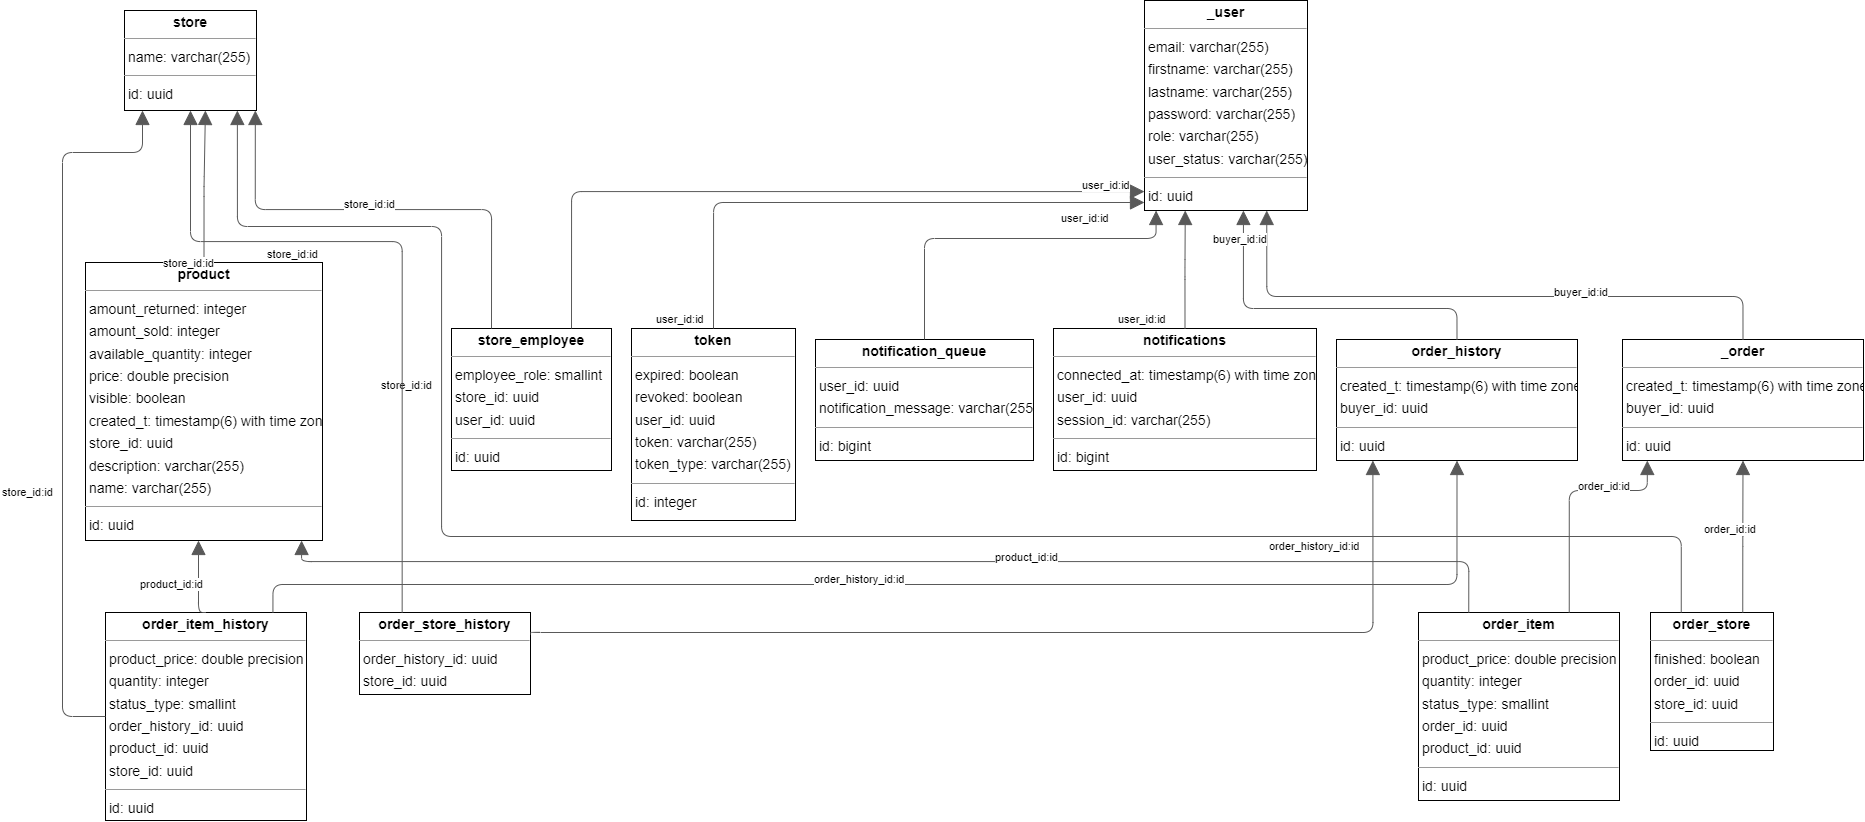 store
name: varchar(255)
id: uuid
_user
email: varchar(255)
firstname: varchar(255)
lastname: varchar(255)
password: varchar(255)
role: varchar(255)
user_status: varchar(255)
id: uuid
user_id:id
store_id:id
user_id:id
buyer_id:id
store_id:id
store_id:id
buyer_id:id
user_id:id
user_id:id
product
amount_returned: integer
amount_sold: integer
available_quantity: integer
price: double precision
visible: boolean
created_t: timestamp(6) with time zon
store_id: uuid
description: varchar(255)
name: varchar(255)
id: uuid
store_id:id
store_employee
employee_role: smallint
store_id: uuid
user_id: uuid
id: uuid
token
expired: boolean
revoked: boolean
user_id: uuid
token: varchar(255)
token_type: varchar(255)
id: integer
notification_queue
user_id: uuid
notification_message: varchar(255
id: bigint
notifications
connected_at: timestamp(6) with time zon
user_id: uuid
session_id: varchar(255)
id: bigint
order_history
created_t: timestamp(6) with time zone
buyer_id: uuid
id: uuid
_order
created_t: timestamp(6) with time zone
buyer_id: uuid
id: uuid
store_id:id
order_id:id
order_id:id
order_history_id:id
product_id:id
order_history_id:id
product_id:id
order_item_history
product_price: double precision
quantity: integer
status_type: smallint
order_history_id: uuid
product_id: uuid
store_id: uuid
id: uuid
order_store_history
order_history_id: uuid
store_id: uuid
order_item
product_price: double precision
quantity: integer
status_type: smallint
order_id: uuid
product_id: uuid
id: uuid
order_store
finished: boolean
order_id: uuid
store_id: uuid
id: uuid